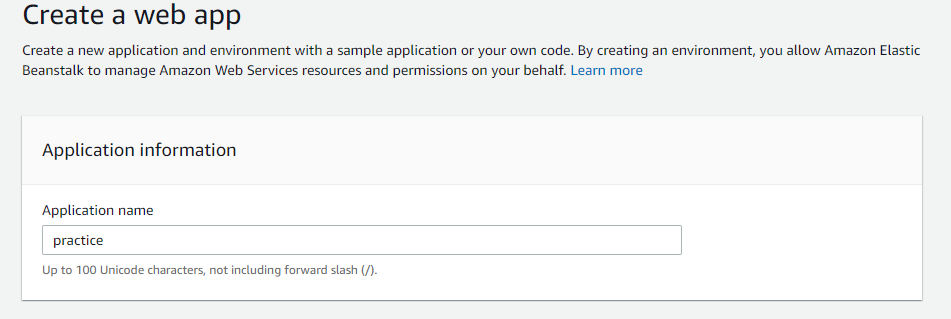 Create a web app
Create a new application and environment with a sample application or your own code. By creating an environment, you allow Amazon Elastic
Beanstalk to manage Amazon Web Services resources and permissions on your behalf. Learn more
Application information
Application name
practice
Up to 100 Unicode characters, not including forward slash (/).